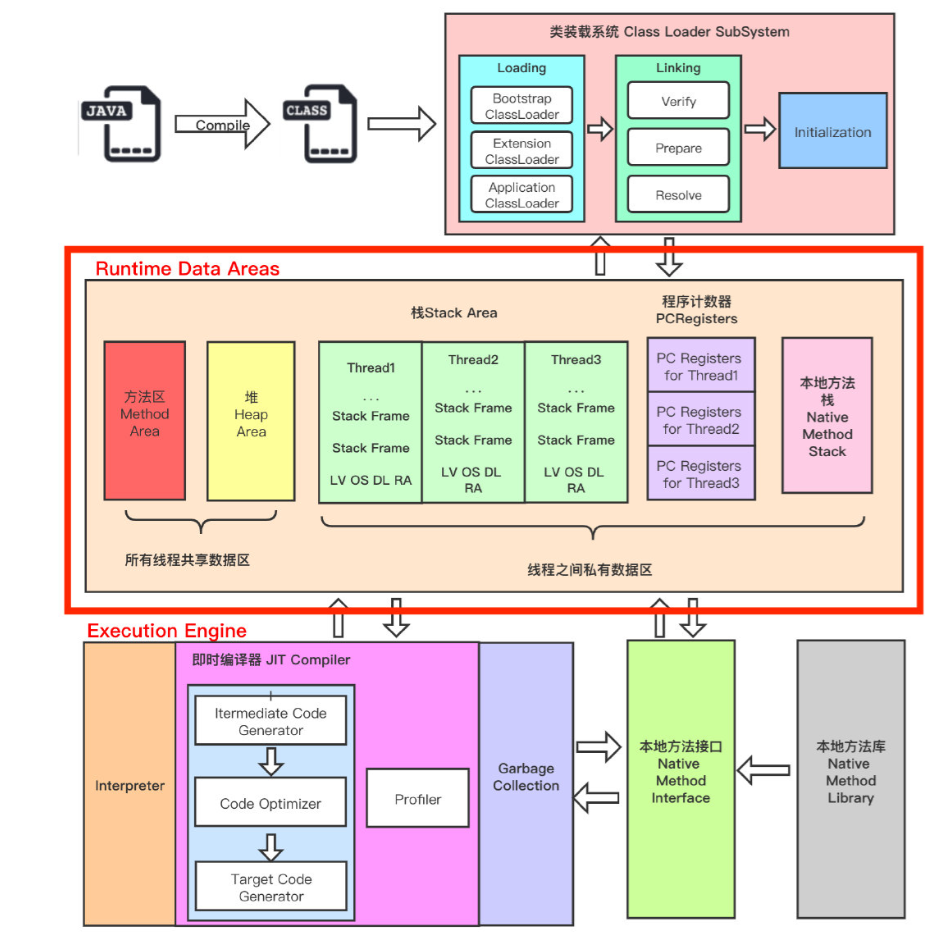 类装载系统 Class Loader SubSystem
Loading
Linking
JAVA
Compile
CLASS
Bootstrap
ClassLoader
Extension
ClassLoader
Application
ClassLoader
Verify
Prepare
Resolve
Initialization
Runtime Data Areas
栈Stack Area
程序计数器
PCRegisters
方法区
Method
Area
堆
Heap
Area
Thread1
...
Stack Frame
Stack Frame
LV OS DL RA
Thread2
...
Stack Frame
Stack Frame
LV OS DL
RA
Thread3
...
Stack Frame
Stack Frame
LV OS DL
RA
PC Registers
for Thread1
PC Registers
for Thread2
PC Registers
for Thread3
本地方法
栈
Native
Method
Stack
所有线程共享数据区
线程之间私有数据区
Execution Engine
Interpreter
即时编译器 JIT Compiler
Itermediate Code
Generator
Code Optimizer
Target Code
Generator
Profiler
Garbage
Collection
本地方法接口
Native
Method
Interface
本地方法库
Native
Method
Library